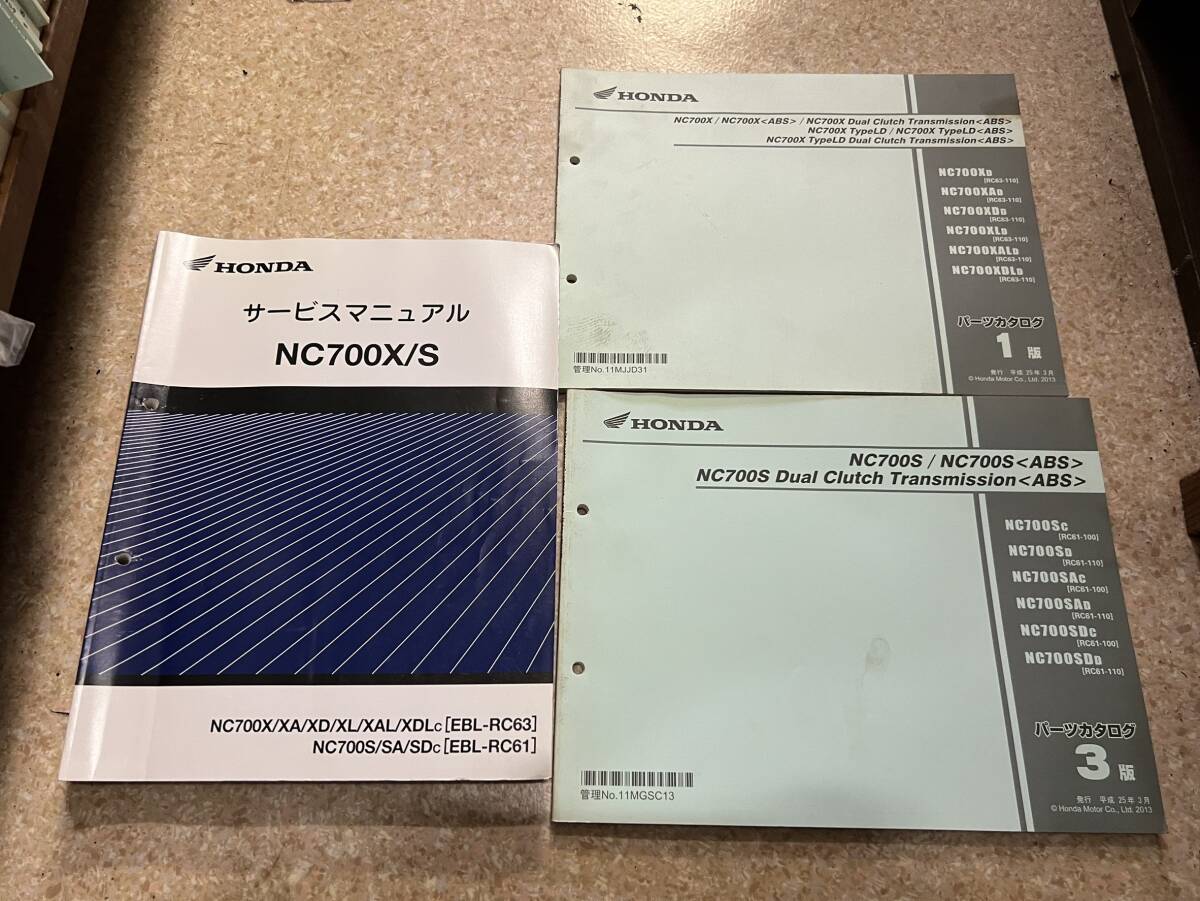 HONDA
サービスマニュアル
NC700X/S
NC700X/XA/XD/XL/XAL/XDLC [EBL-RC63]
NC700S/SA/SDC [EBL-RC61]
HONDA
NC700X / NC700X<ABS> / NC700X Dual Clutch Transmission<ABS>
NC700X TypeLD / NC700X TypeLD<ABS>
NC700X TypeLD Dual Clutch Transmission<ABS>
NC700XD
[RC63-110]
NC700XAD
[RC63-110]
NC700XDD
[RC63-110]
NC700XLD
[RC63-110]
NC700XALD
[RC63-110]
NC700XDLD
[RC63-110]
パーツカタログ
1 版
発行 平成 25年 3月
© Honda Motor Co., Ltd. 2013
管理No.11MJJD31
HONDA
NC700S / NC700S<ABS>
NC700S Dual Clutch Transmission<ABS>
NC700SC
[RC61-100]
NC700SD
[RC61-110]
NC700SAC
[RC61-100]
NC700SAD
[RC61-110]
NC700SDC
[RC61-100]
NC700SDD
[RC61-110]
パーツカタログ
3 版
発行 平成 25年 3月
© Honda Motor Co., Ltd. 2013
管理No.11MGSC13